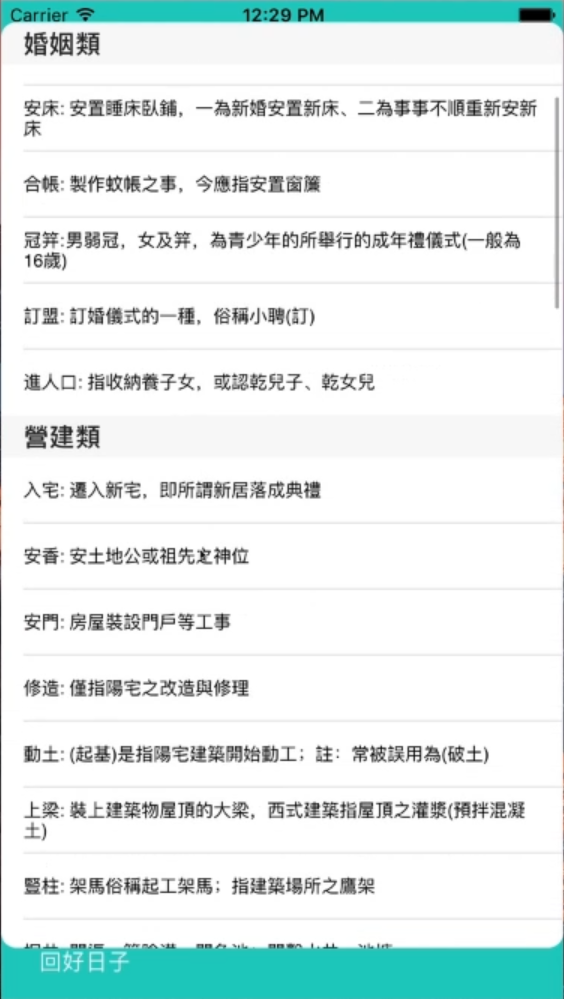 Carrier 12:29 PM
婚姻類
安床: 安置睡床臥鋪，一為新婚安置新床、二為事事不順重新安新
床
合帳: 製作蚊帳之事，今應指安置窗簾
冠笄:男弱冠，女及笄，為青少年的所舉行的成年禮儀式(一般為
16歲)
訂盟: 訂婚儀式的一種，俗稱小聘(訂)
進人口: 指收納養子女，或認乾兒子、乾女兒
營建類
入宅: 遷入新宅，即所謂新居落成典禮
安香: 安土地公或祖先之神位
安門: 房屋裝設門戶等工事
修造: 僅指陽宅之改造與修理
動土: (起基)是指陽宅建築開始動工；註：常被誤用為(破土)
上梁: 裝上建築物屋頂的大梁，西式建築指屋頂之灌漿(預拌混凝
土)
豎柱: 架馬俗稱起工架馬；指建築場所之鷹架
回好日子